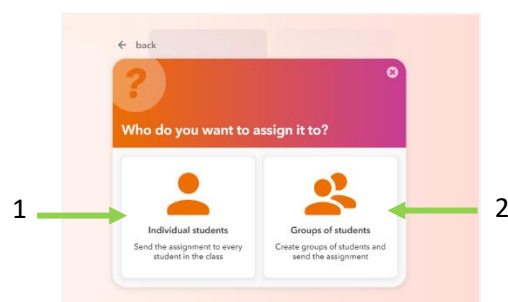 back
?
Who do you want to assign it to?
1
2
Individual students
Send the assignment to every
student in the class
Groups of students
Create groups of students and
send the assignment